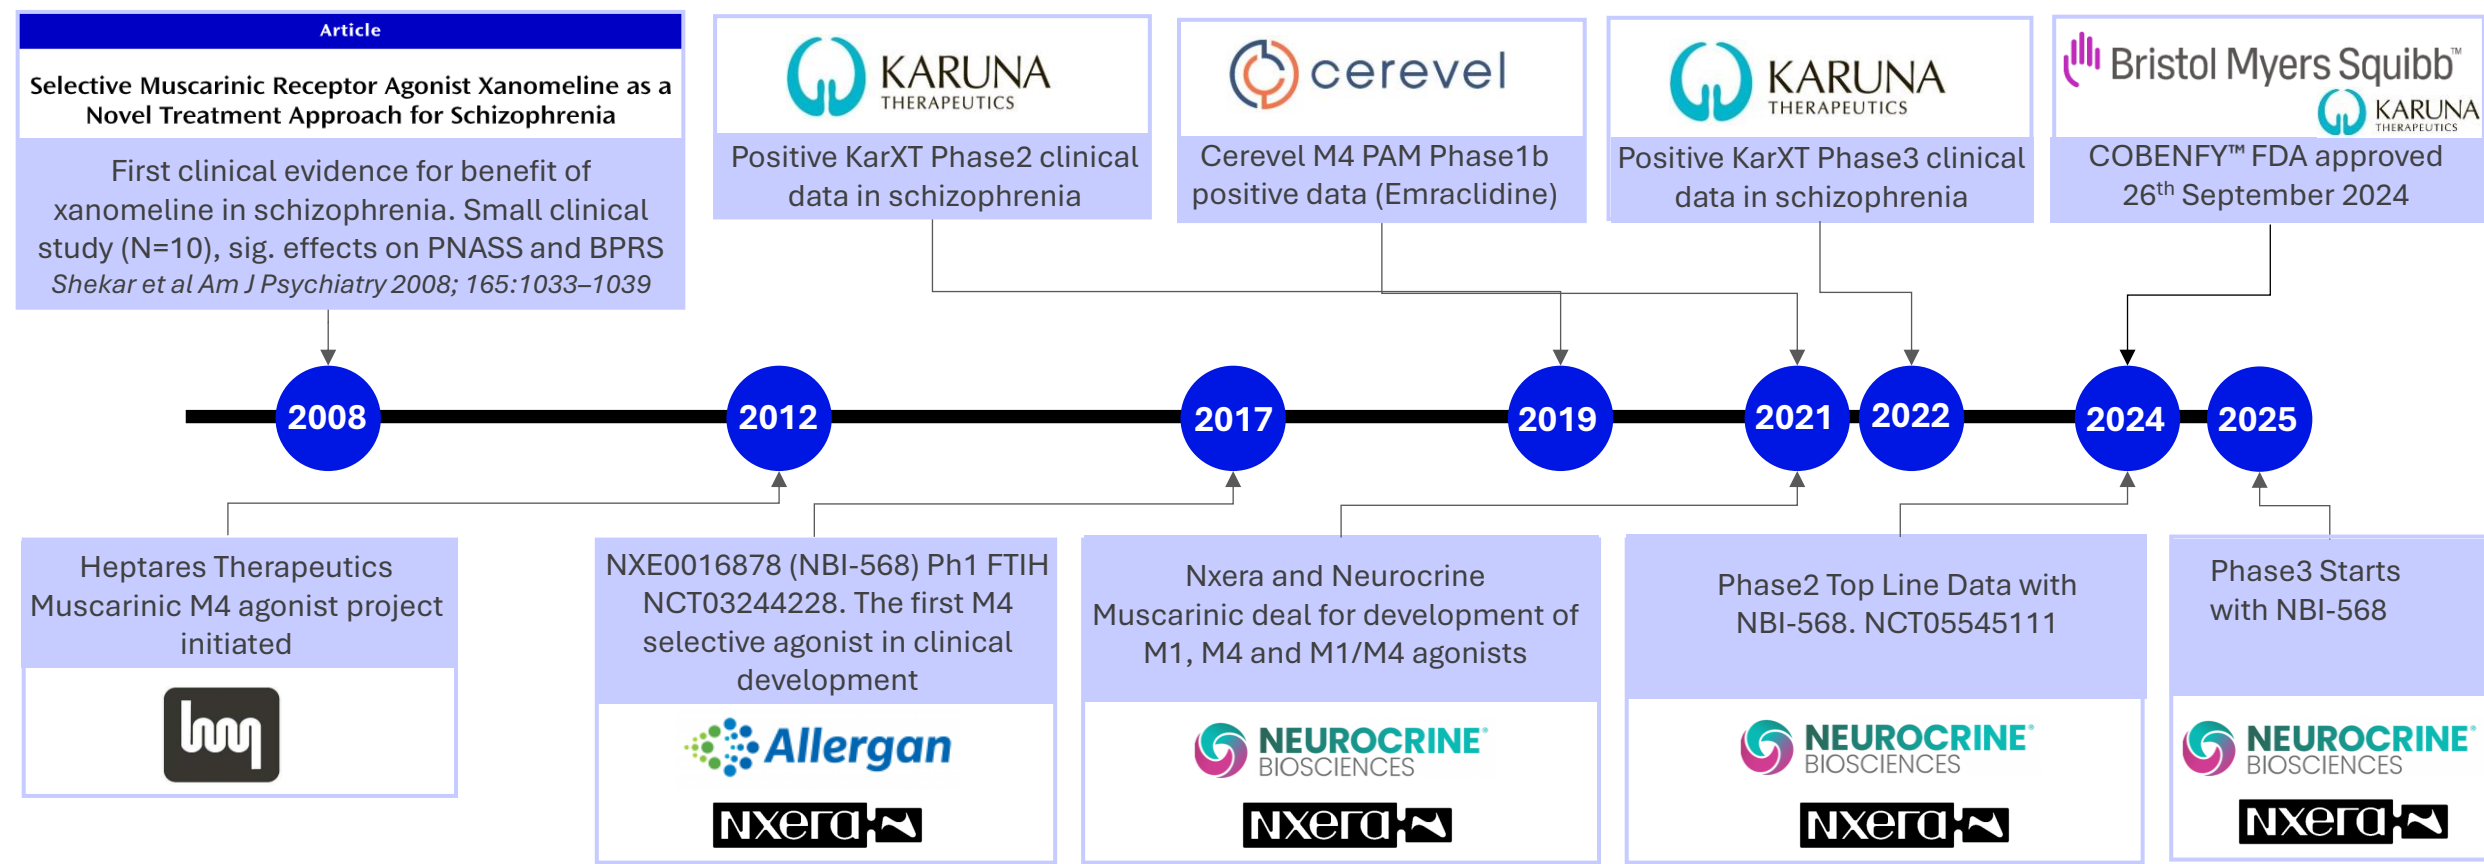 Article
Selective Muscarinic Receptor Agonist Xanomeline as a
Novel Treatment Approach for Schizophrenia
First clinical evidence for benefit of
xanomeline in schizophrenia. Small clinical
study (N=10), sig. effects on PNASS and BPRS
Shekar et al Am J Psychiatry 2008; 165:1033–1039
KARUNA
THERAPEUTICS
Positive KarXT Phase2 clinical
data in schizophrenia
cerevel
Cerevel M4 PAM Phase1b
positive data (Emraclidine)
KARUNA
THERAPEUTICS
Positive KarXT Phase3 clinical
data in schizophrenia
Bristol Myers Squibb™
KARUNA
THERAPEUTICS
COBENFY™ FDA approved
26th September 2024
2008
2012
2017
2019
2021
2022
2024
2025
Heptares Therapeutics
Muscarinic M4 agonist project
initiated
NXE0016878 (NBI-568) Ph1 FTIH
NCT03244228. The first M4
selective agonist in clinical
development
Allergan
Nxera
Nxera and Neurocrine
Muscarinic deal for development of
M1, M4 and M1/M4 agonists
NEUROCRINE®
BIOSCIENCES
Nxera
Phase2 Top Line Data with
NBI-568. NCT05545111
NEUROCRINE®
BIOSCIENCES
Nxera
Phase3 Starts
with NBI-568
NEUROCRINE®
BIOSCIENCES
Nxera